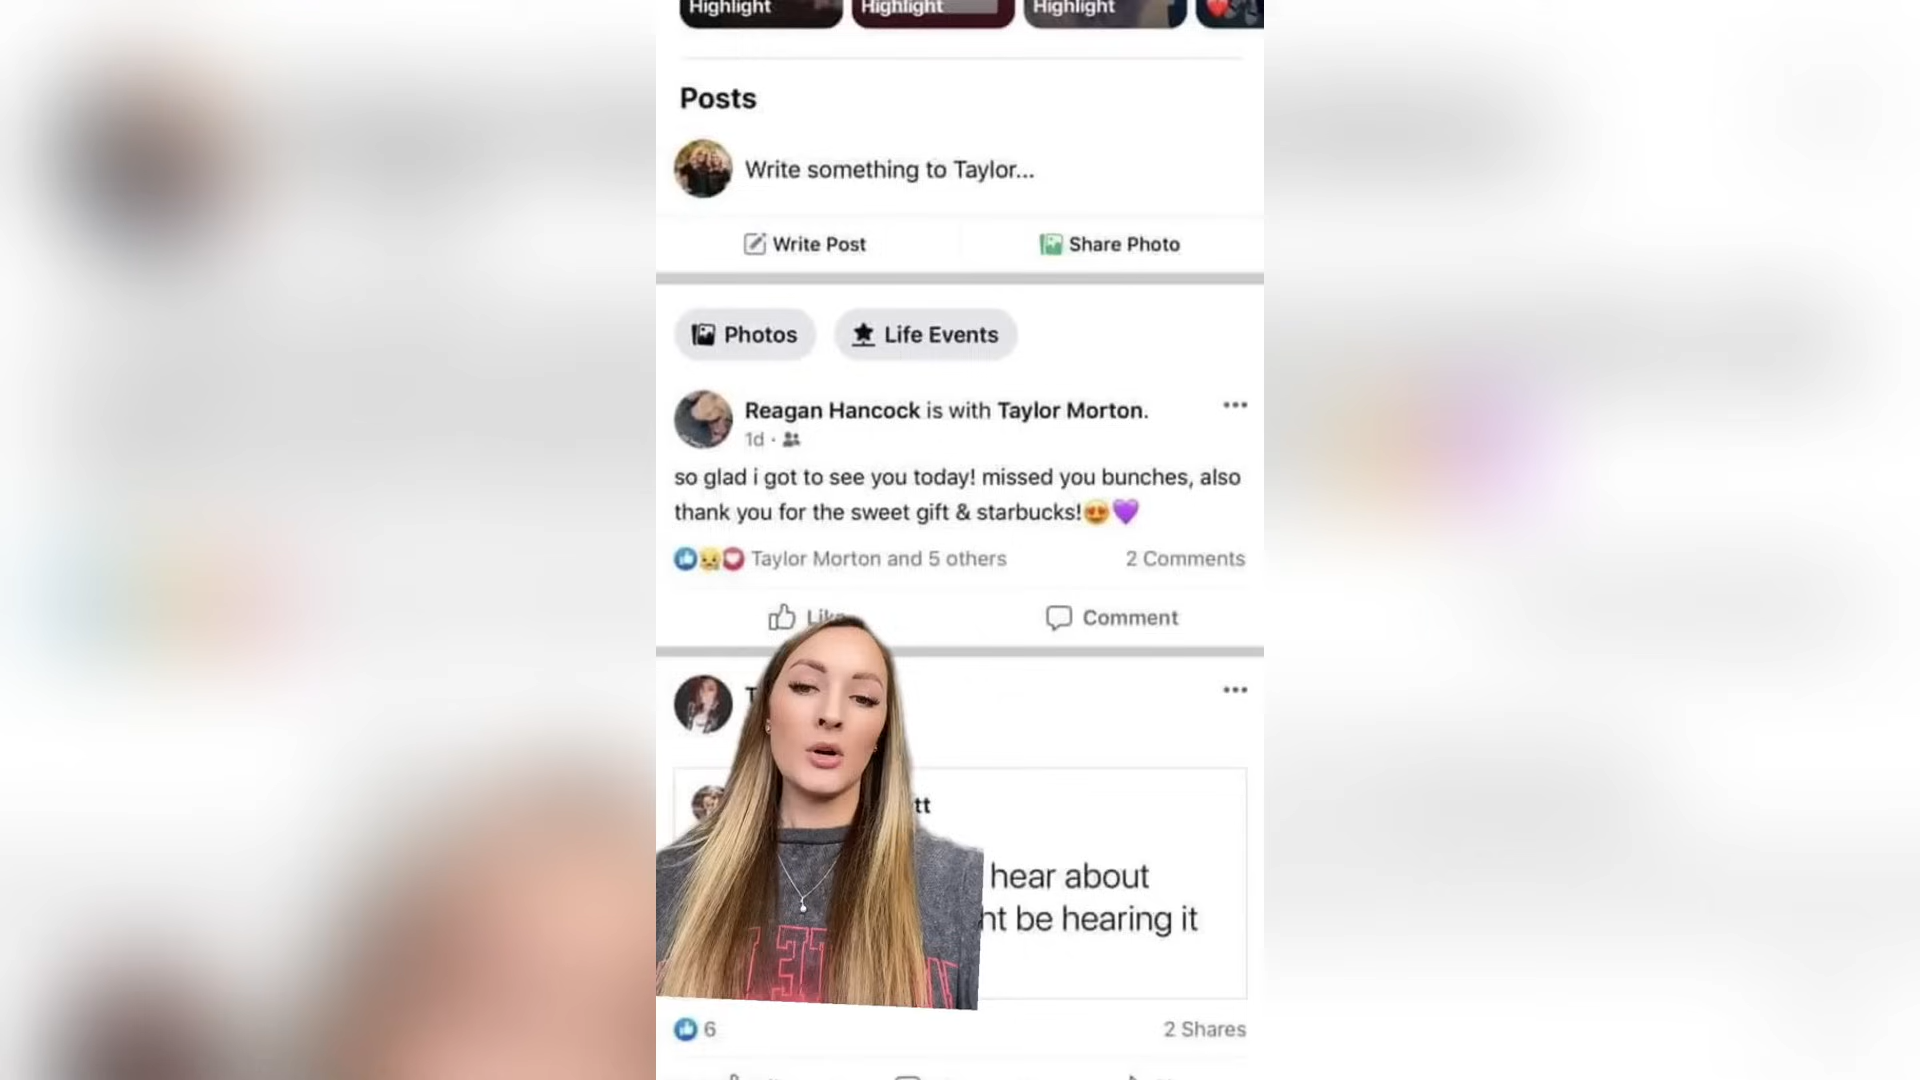 Highlight
Highlight
Highlight
Posts
Write something to Taylor...
Write Post
Share Photo
Photos
Life Events
Reagan Hancock is with Taylor Morton.
1d
so glad i got to see you today! missed you bunches, also
thank you for the sweet gift & starbucks!😍💜
Taylor Morton and 5 others
2 Comments
Like
Comment
T
tt
hear about
ht be hearing it
6
2 Shares